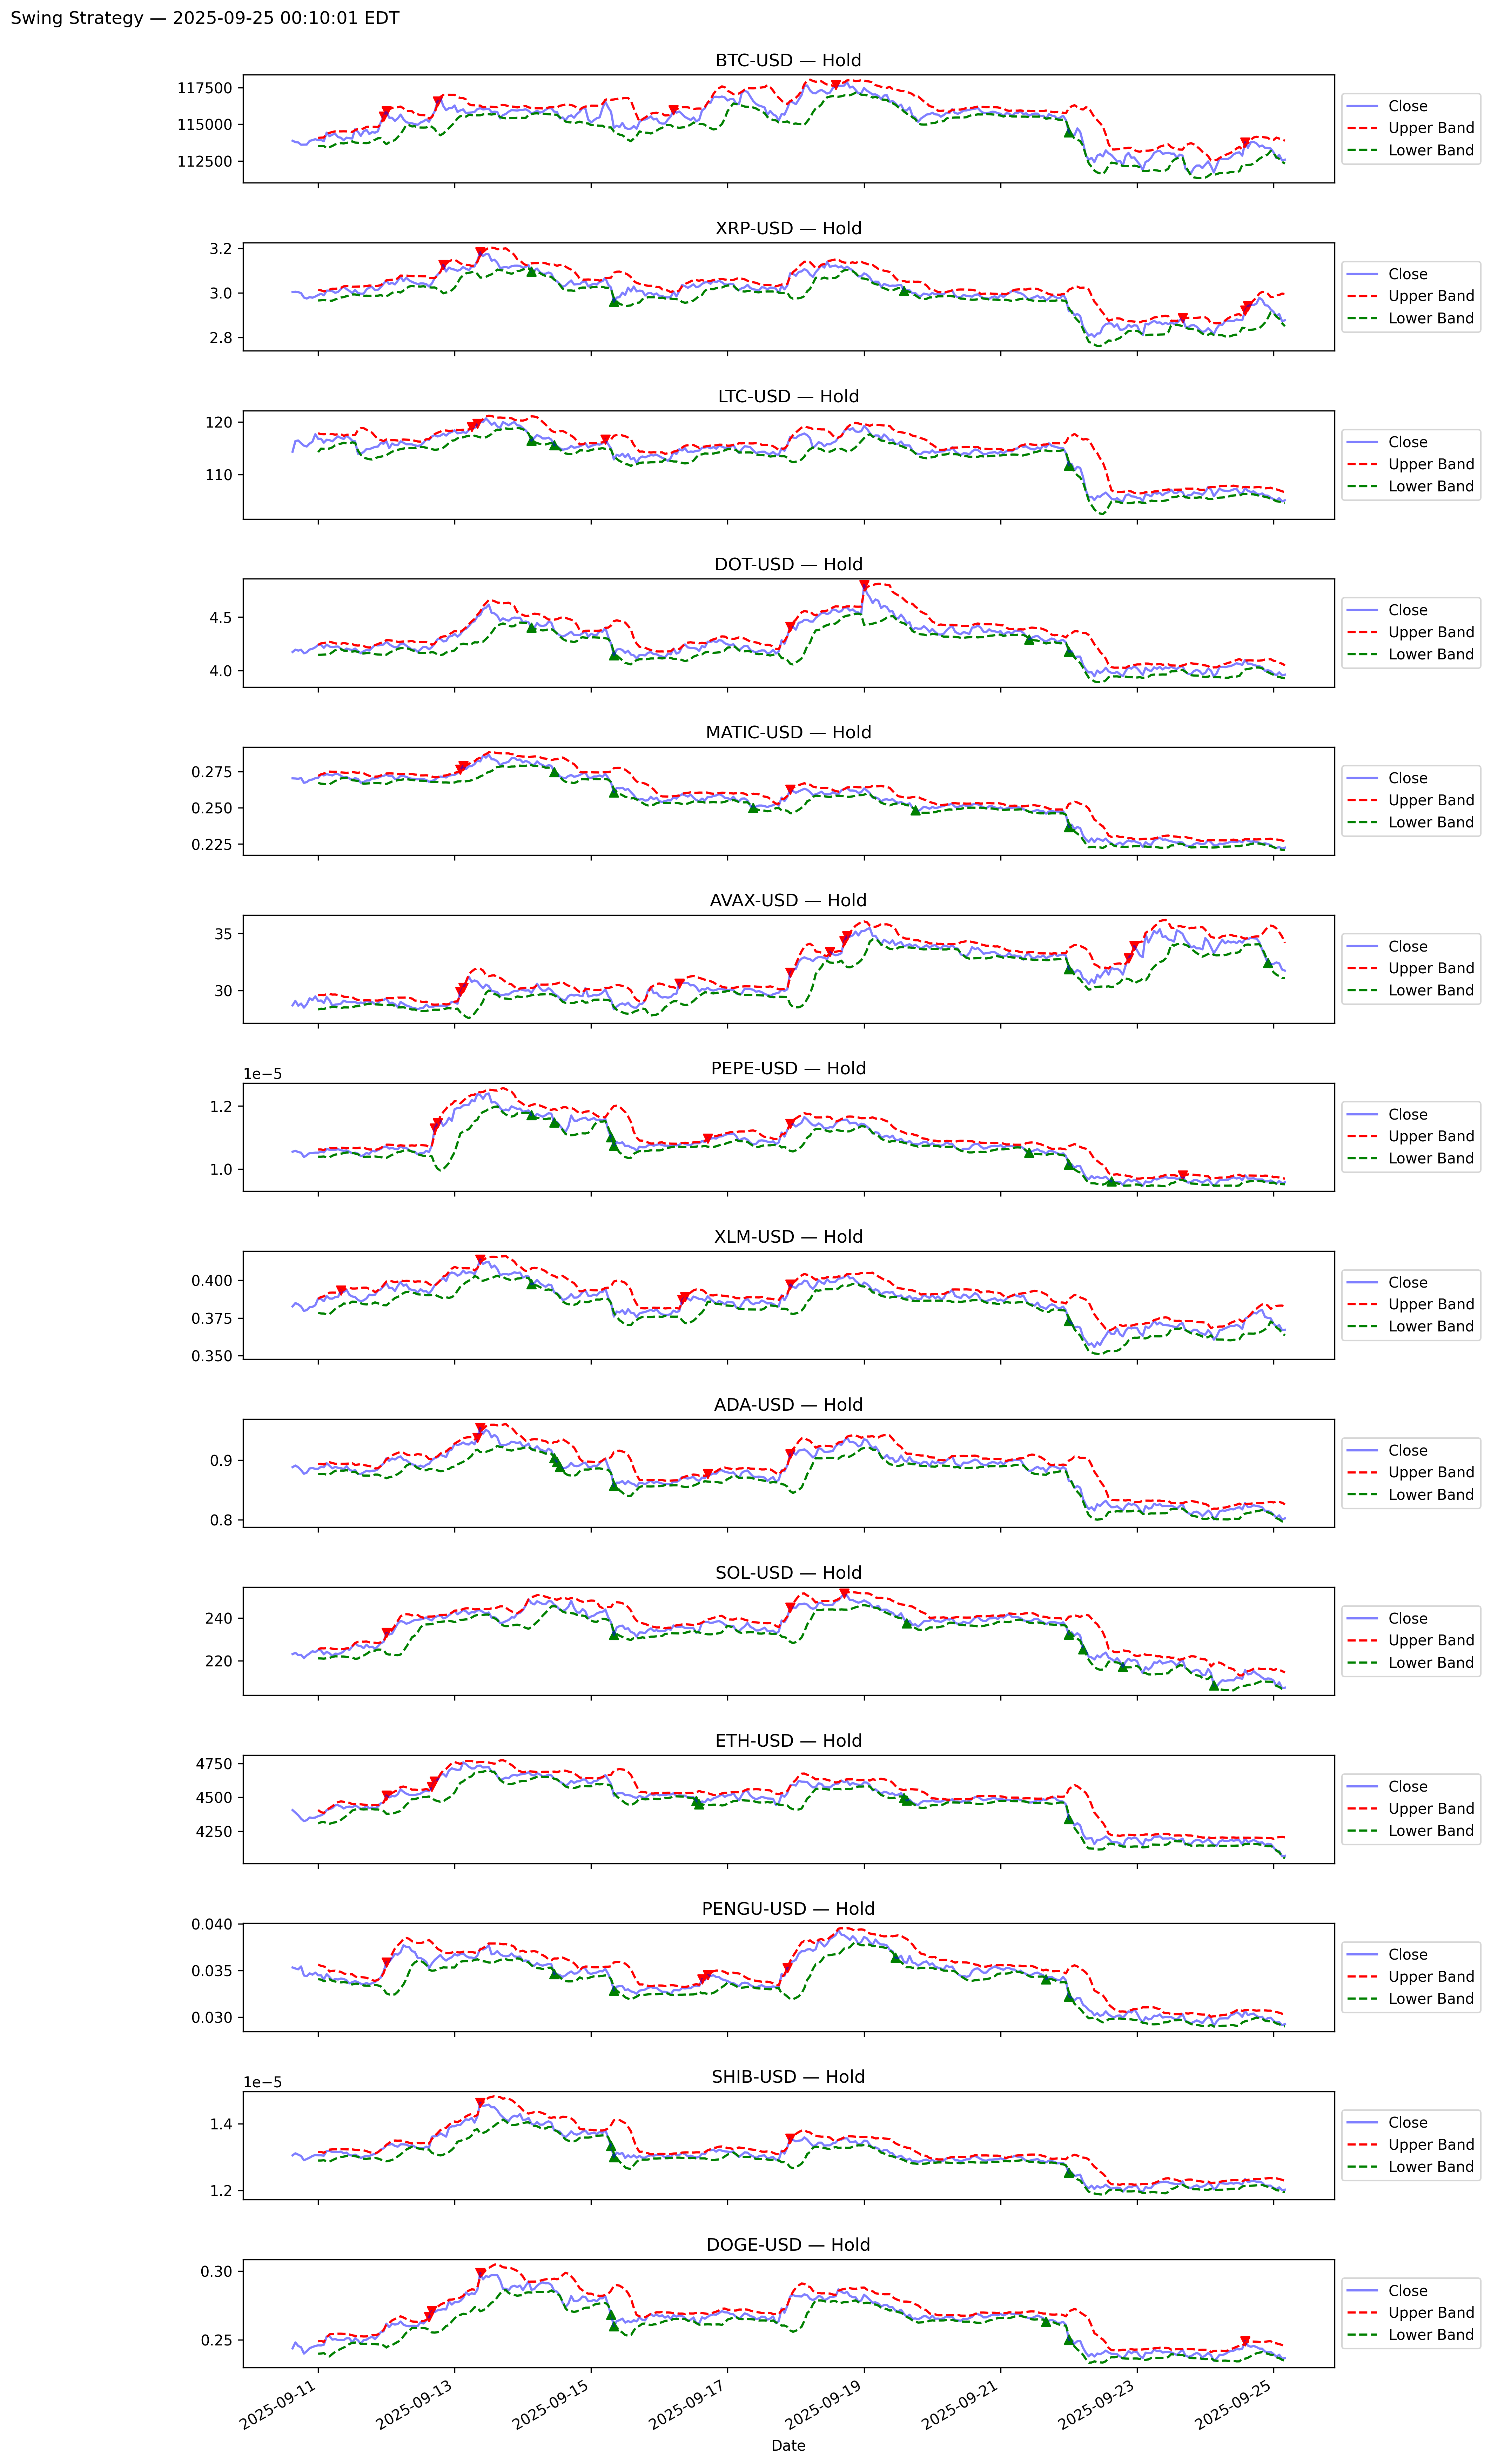 Swing Strategy — 2025-09-25 00:10:01 EDT
BTC-USD — Hold
117500
115000
112500
Close
Upper Band
Lower Band
XRP-USD — Hold
3.2
3.0
2.8
Close
Upper Band
Lower Band
LTC-USD — Hold
120
110
Close
Upper Band
Lower Band
DOT-USD — Hold
4.5
4.0
Close
Upper Band
Lower Band
MATIC-USD — Hold
0.275
0.250
0.225
Close
Upper Band
Lower Band
AVAX-USD — Hold
35
30
Close
Upper Band
Lower Band
PEPE-USD — Hold
1e−5
1.2
1.0
Close
Upper Band
Lower Band
XLM-USD — Hold
0.400
0.375
0.350
Close
Upper Band
Lower Band
ADA-USD — Hold
0.9
0.8
Close
Upper Band
Lower Band
SOL-USD — Hold
240
220
Close
Upper Band
Lower Band
ETH-USD — Hold
4750
4500
4250
Close
Upper Band
Lower Band
PENGU-USD — Hold
0.040
0.035
0.030
Close
Upper Band
Lower Band
SHIB-USD — Hold
1e−5
1.4
1.2
Close
Upper Band
Lower Band
DOGE-USD — Hold
0.30
0.25
Close
Upper Band
Lower Band
2025-09-11
2025-09-13
2025-09-15
2025-09-17
2025-09-19
2025-09-21
2025-09-23
2025-09-25
Date